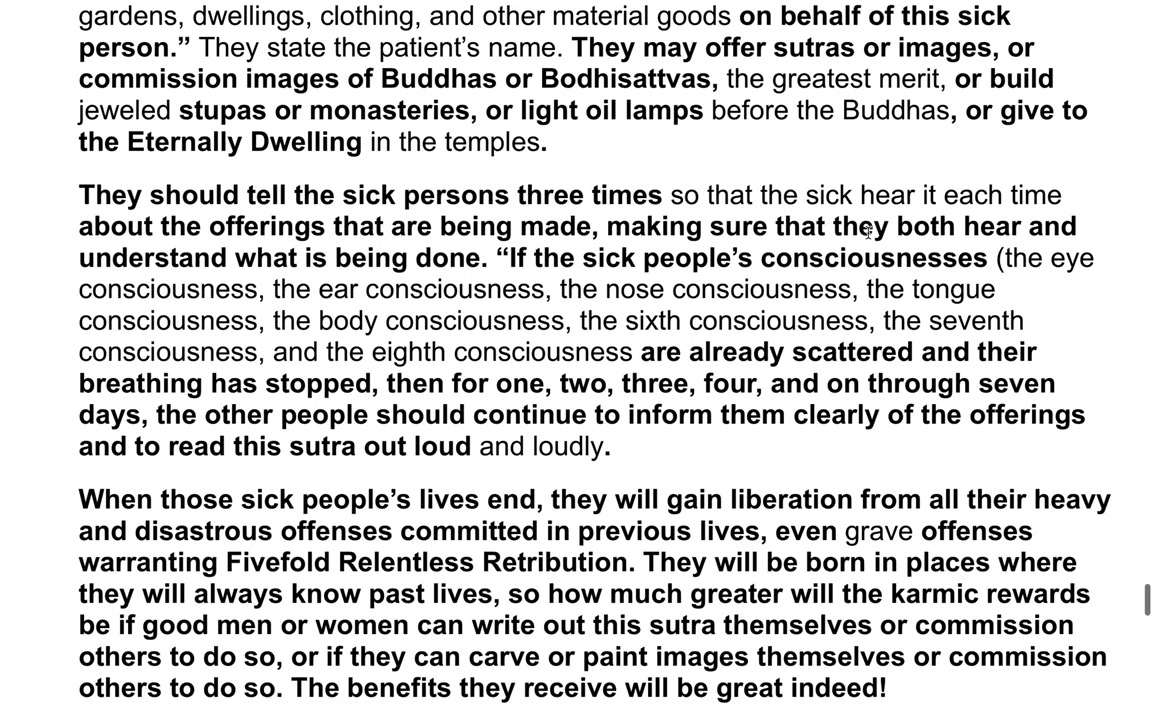 gardens, dwellings, clothing, and other material goods on behalf of this sick
person.” They state the patient’s name. They may offer sutras or images, or
commission images of Buddhas or Bodhisattvas, the greatest merit, or build
jeweled stupas or monasteries, or light oil lamps before the Buddhas, or give to
the Eternally Dwelling in the temples.
They should tell the sick persons three times so that the sick hear it each time
about the offerings that are being made, making sure that they both hear and
understand what is being done. “If the sick people’s consciousnesses (the eye
consciousness, the ear consciousness, the nose consciousness, the tongue
consciousness, the body consciousness, the sixth consciousness, the seventh
consciousness, and the eighth consciousness are already scattered and their
breathing has stopped, then for one, two, three, four, and on through seven
days, the other people should continue to inform them clearly of the offerings
and to read this sutra out loud and loudly.
When those sick people’s lives end, they will gain liberation from all their heavy
and disastrous offenses committed in previous lives, even grave offenses
warranting Fivefold Relentless Retribution. They will be born in places where
they will always know past lives, so how much greater will the karmic rewards
be if good men or women can write out this sutra themselves or commission
others to do so, or if they can carve or paint images themselves or commission
others to do so. The benefits they receive will be great indeed!